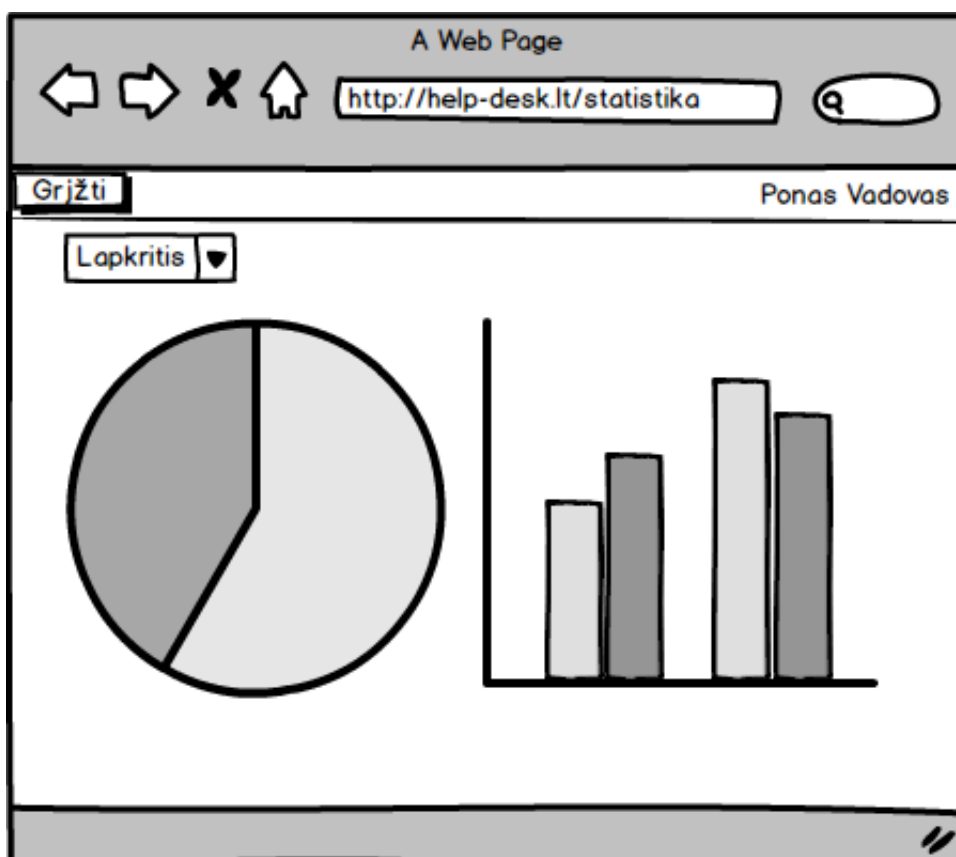 A Web Page
http://help-desk.lt/statistika
Grįžti
Ponas Vadovas
Lapkritis